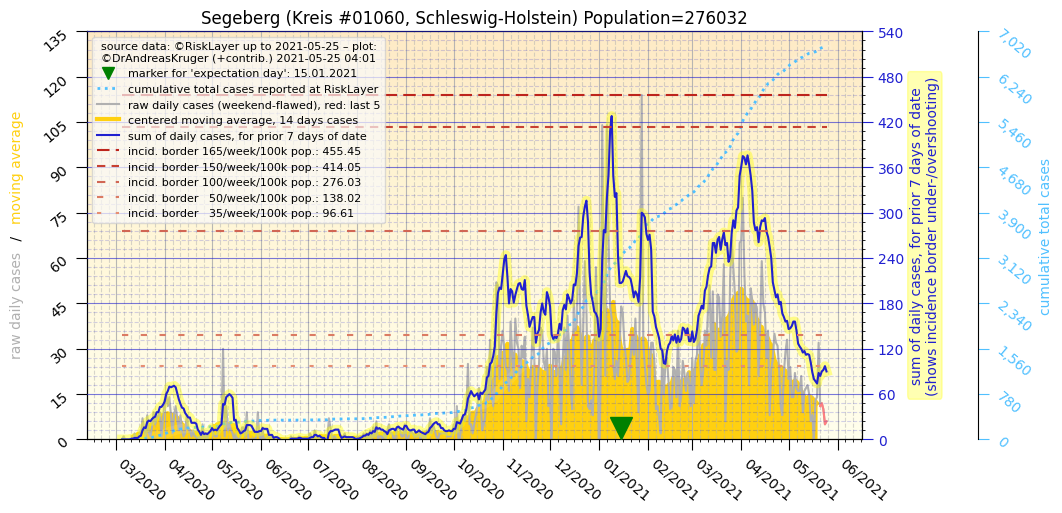 Segeberg (Kreis #01060, Schleswig-Holstein) Population=276032
source data: ©RiskLayer up to 2021-05-25 – plot:
©DrAndreasKruger (+contrib.) 2021-05-25 04:01
marker for 'expectation day': 15.01.2021
cumulative total cases reported at RiskLayer
raw daily cases (weekend-flawed), red: last 5
centered moving average, 14 days cases
sum of daily cases, for prior 7 days of date
incid. border 165/week/100k pop.: 455.45
incid. border 150/week/100k pop.: 414.05
incid. border 100/week/100k pop.: 276.03
incid. border   50/week/100k pop.: 138.02
incid. border   35/week/100k pop.: 96.61
raw daily cases  /  moving average
135
120
105
90
75
60
45
30
15
0
03/2020
04/2020
05/2020
06/2020
07/2020
08/2020
09/2020
10/2020
11/2020
12/2020
01/2021
02/2021
03/2021
04/2021
05/2021
06/2021
540
480
420
360
300
240
180
120
60
0
sum of daily cases, for prior 7 days of date
(shows incidence border under-/overshooting)
7,020
6,240
5,460
4,680
3,900
3,120
2,340
1,560
780
0
cumulative total cases